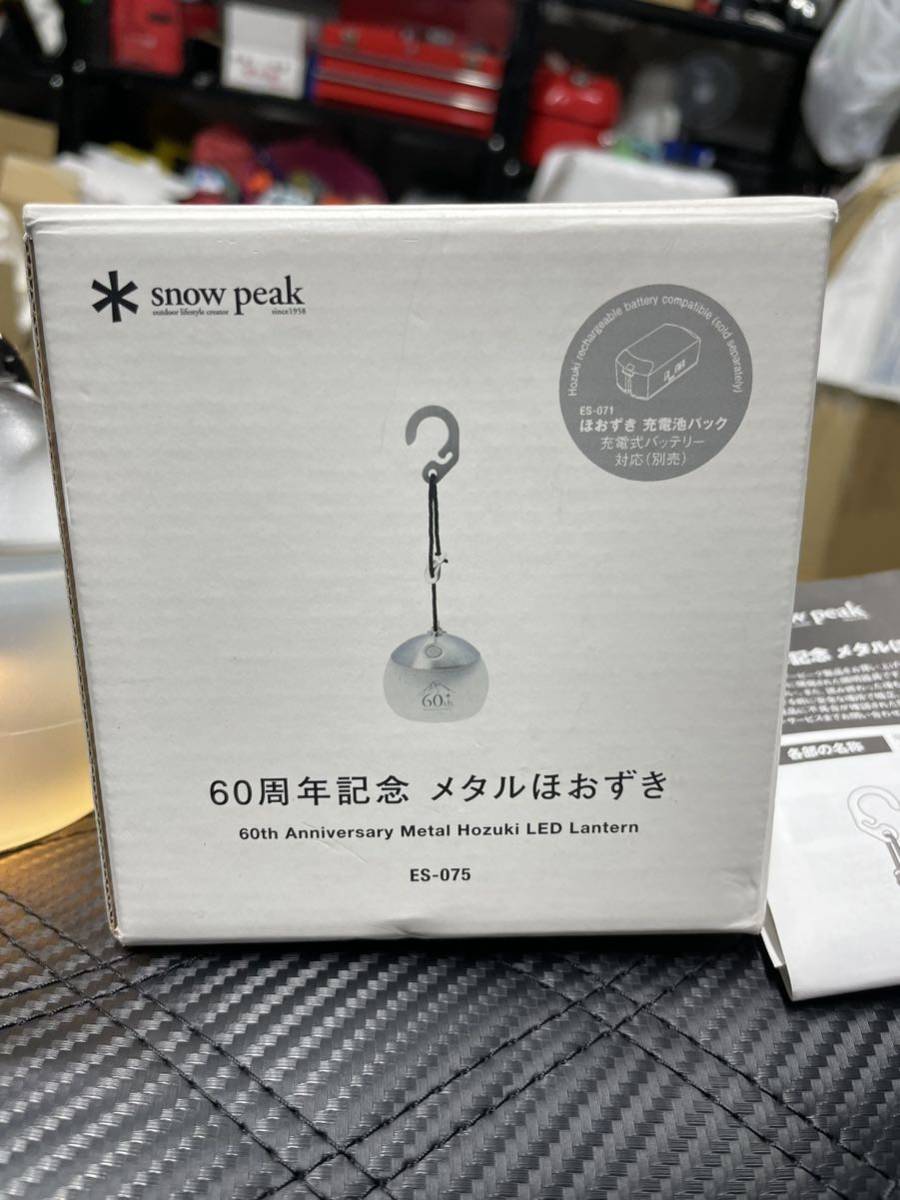 snow peak
outdoor lifestyle creator since1958
Hozuki rechargeable battery compatible (sold separately)
ES-071
ほおずき 充電池パック
充電式バッテリー
対応(別売)
60th
60周年記念 メタルほおずき
60th Anniversary Metal Hozuki LED Lantern
ES-075
peak
記念 メタル
各部の名称